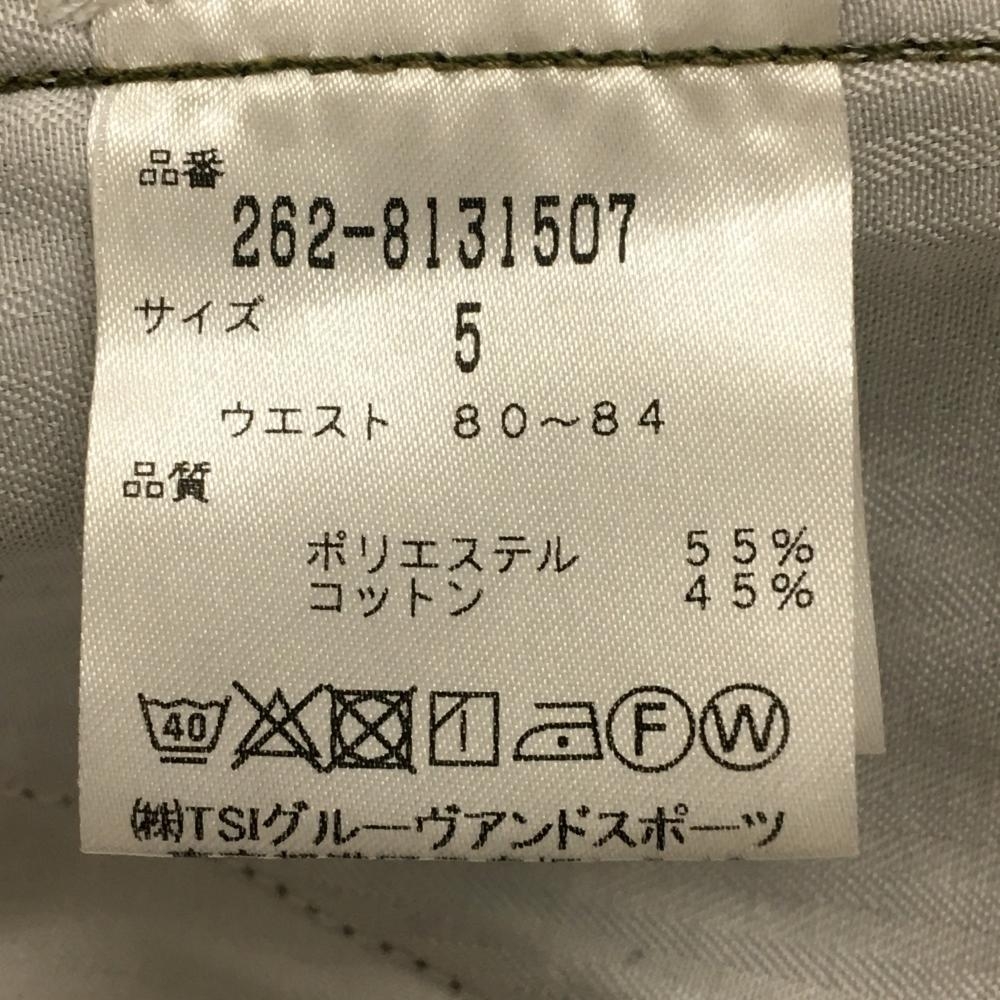 品番
262-8131507
サイズ 5
ウエスト 80~84
品質
ポリエステル 55%
コットン 45%
40 F W
㈱TSIグルーヴアンドスポーツ